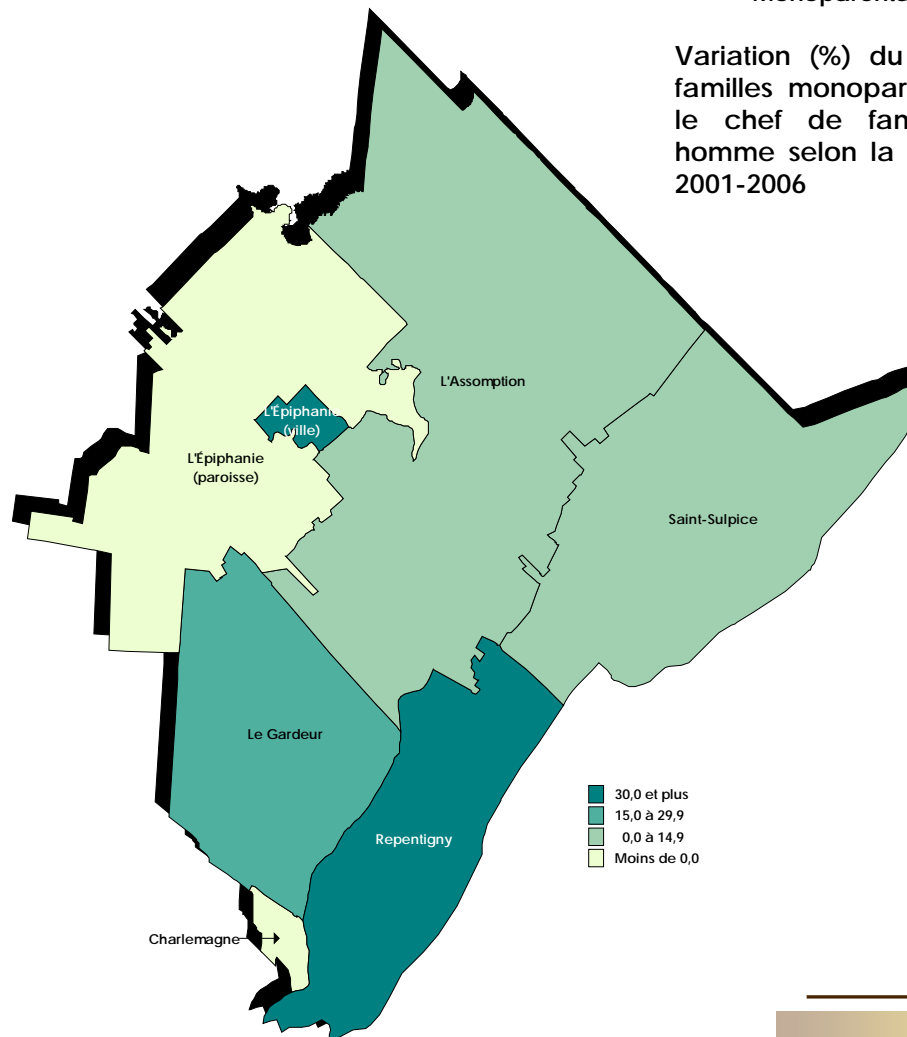 Variation (%) du
familles monopar
le chef de fam
homme selon la
2001-2006
L'Assomption
L'Épiphanie
(ville)
L'Épiphanie
(paroisse)
Saint-Sulpice
Le Gardeur
Repentigny
30,0 et plus
15,0 à 29,9
0,0 à 14,9
Moins de 0,0
Charlemagne